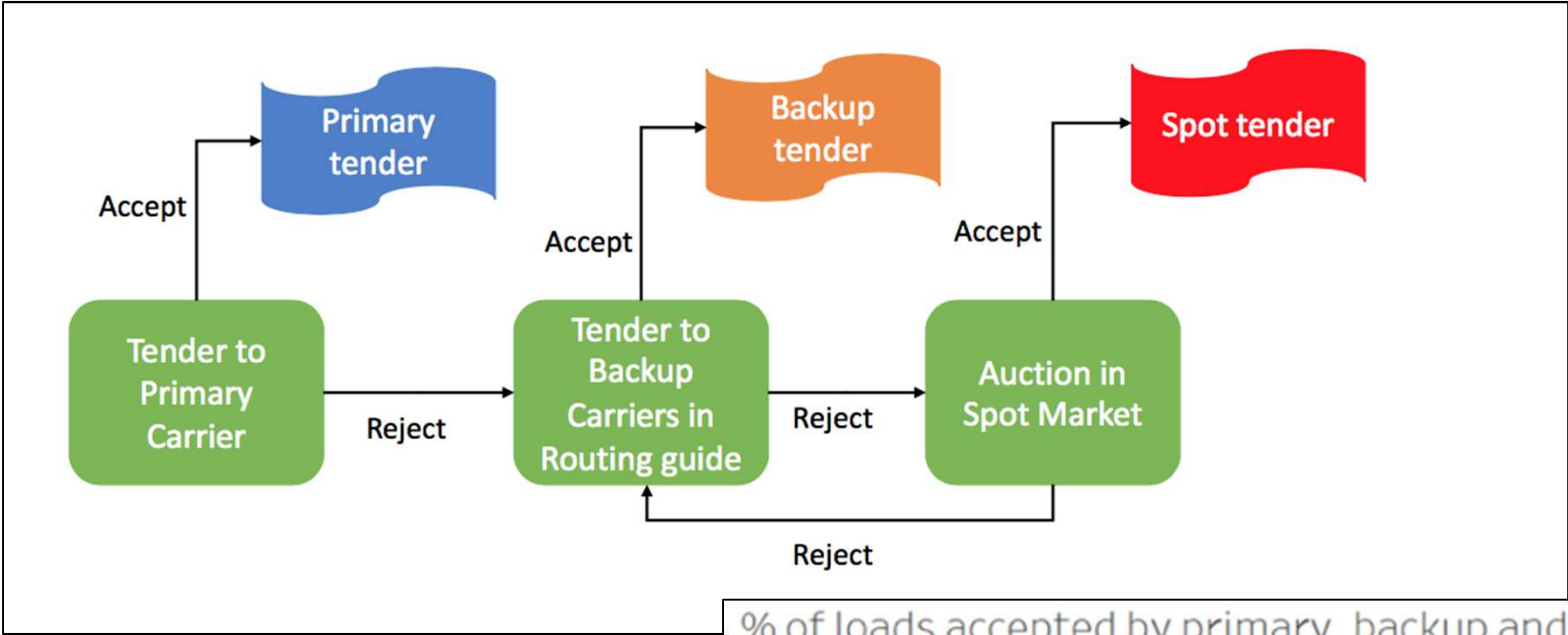 Primary
tender
Backup
tender
Spot tender
Accept
Accept
Accept
Tender to
Primary
Carrier
Reject
Tender to
Backup
Carriers in
Routing guide
Reject
Auction in
Spot Market
Reject
% of loads accepted by primary, backup and